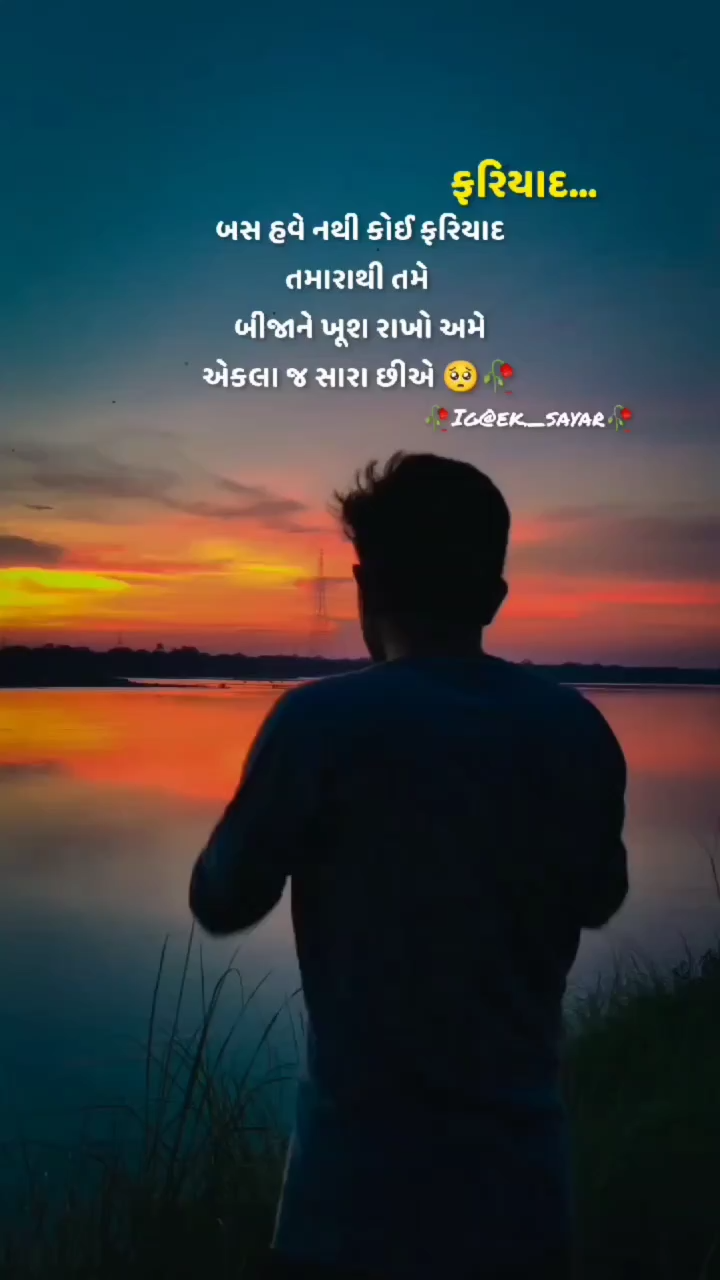 ફરિયાદ...
બસ હવે નથી કોઈ ફરિયાદ
તમારાથી તમે
બીજાને ખૂશ રાખો અમે
એકલા જ સારા છીએ 🥺🥀
🥀IG@EK_SAYAR🥀